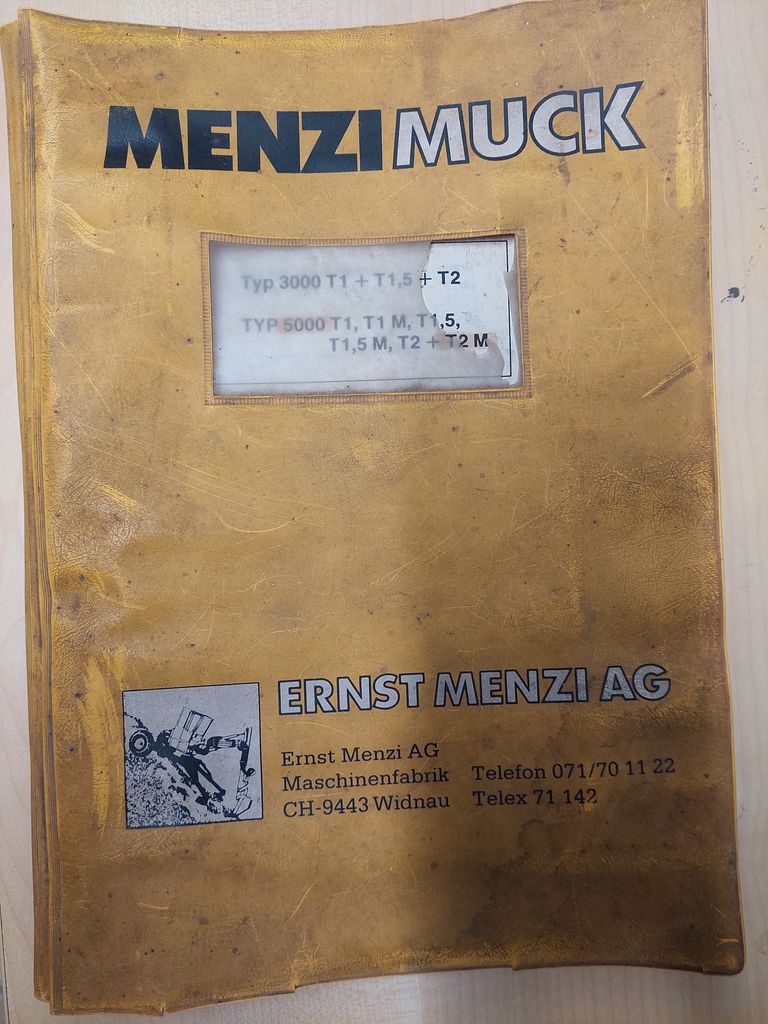 MENZI MUCK
Typ 3000 T1 + T1,5 + T2
TYP 5000 T1, T1 M, T1,5,
T1,5 M, T2 + T2 M
ERNST MENZI AG
Ernst Menzi AG
Maschinenfabrik Telefon 071/70 11 22
CH-9443 Widnau Telex 71 142